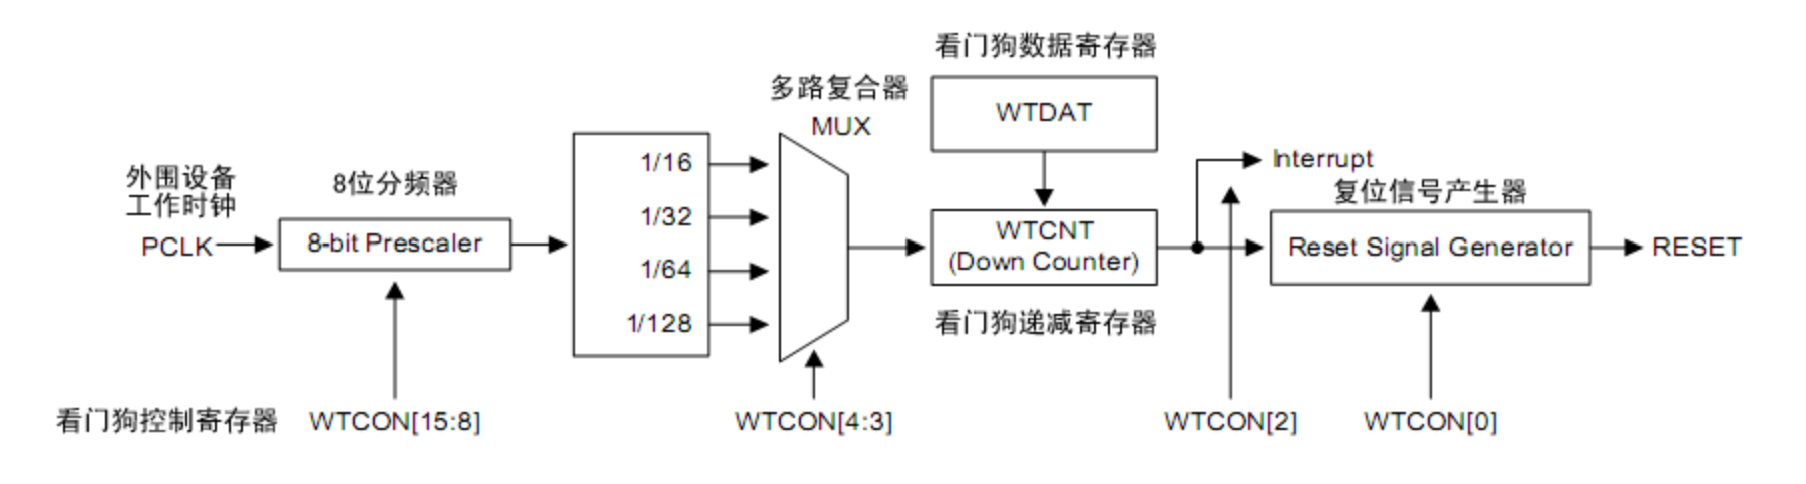 看门狗数据寄存器
多路复合器
MUX
WTDAT
外围设备
工作时钟
PCLK
8位分频器
8-bit Prescaler
1/16
1/32
1/64
1/128
WTCNT
(Down Counter)
看门狗递减寄存器
Interrupt
复位信号产生器
Reset Signal Generator
RESET
看门狗控制寄存器
WTCON[15:8]
WTCON[4:3]
WTCON[2]
WTCON[0]